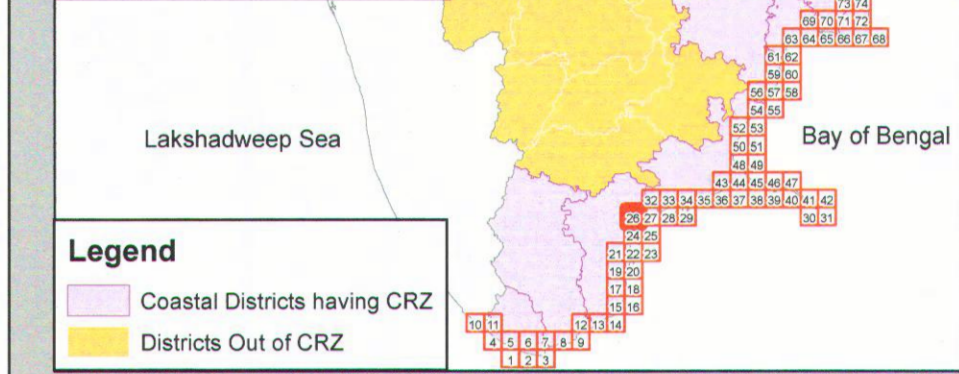 73 74
69 70 71 72
63 64 65 66 67 68
61 62
59 60
56 57 58
54 55
Lakshadweep Sea
52 53
Bay of Bengal
50 51
48 49
43 44 45 46 47
32 33 34 35 36 37 38 39 40 41 42
26 27 28 29 30 31
24 25
Legend
21 22 23
19 20
Coastal Districts having CRZ
17 18
15 16
10 11 12 13 14
Districts Out of CRZ
4 5 6 7 8 9
1 2 3